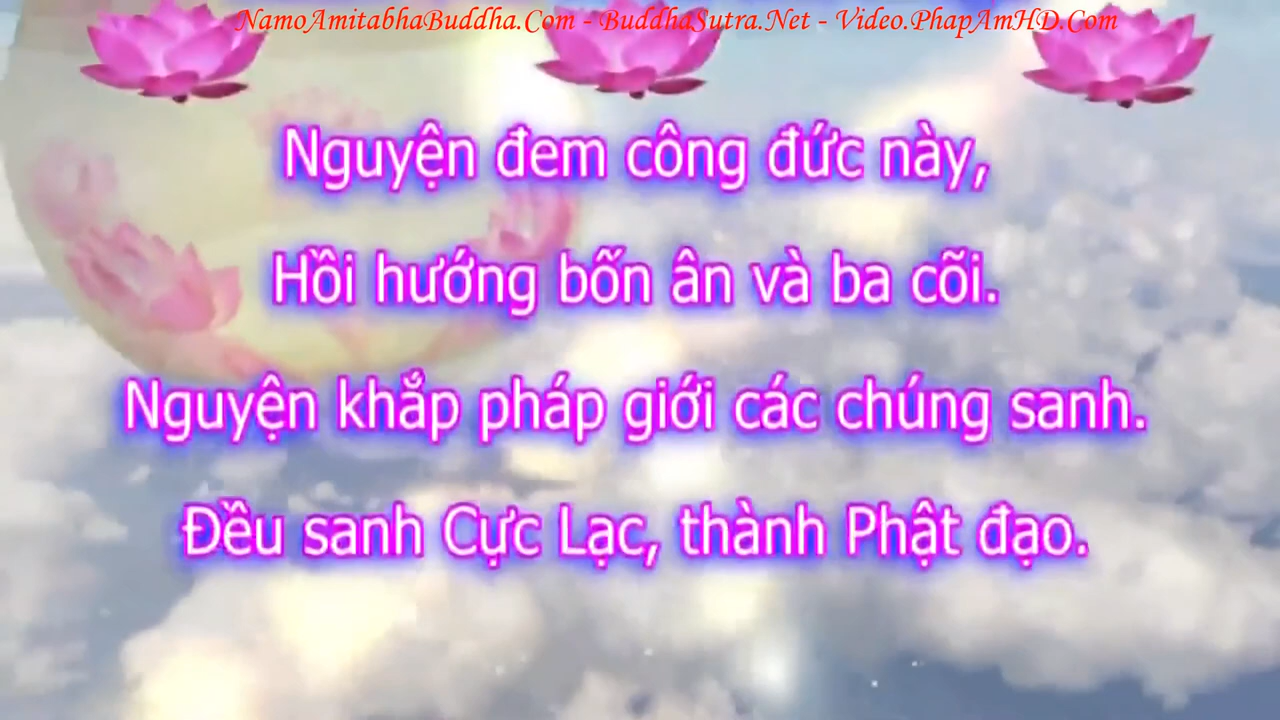 NamoAmitabhaBuddha.Com - BuddhaSutra.Net - Video.PhapAmHD.Com
Nguyện đem công đức này,
Hồi hướng bốn ân và ba cõi.
Nguyện khắp pháp giới các chúng sanh.
Đều sanh Cực Lạc, thành Phật đạo.